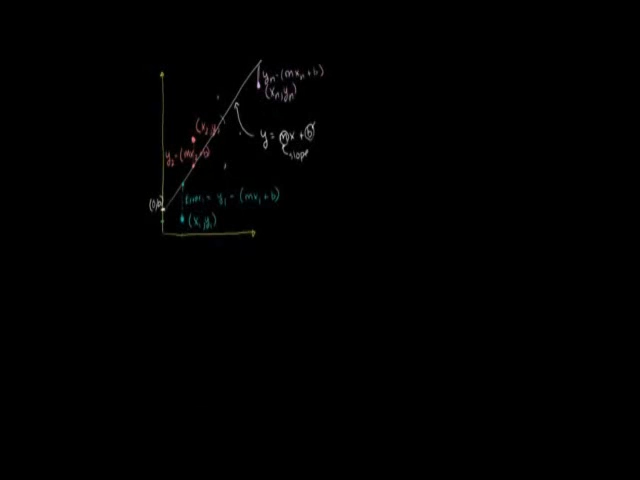 yₙ - (mxₙ + b)
(xₙ, yₙ)
(x₂, y₂)
y = mx + b
slope
y₂ - (mx₂ + b)
(0, b)
error₁ = y₁ - (mx₁ + b)
(x₁, y₁)